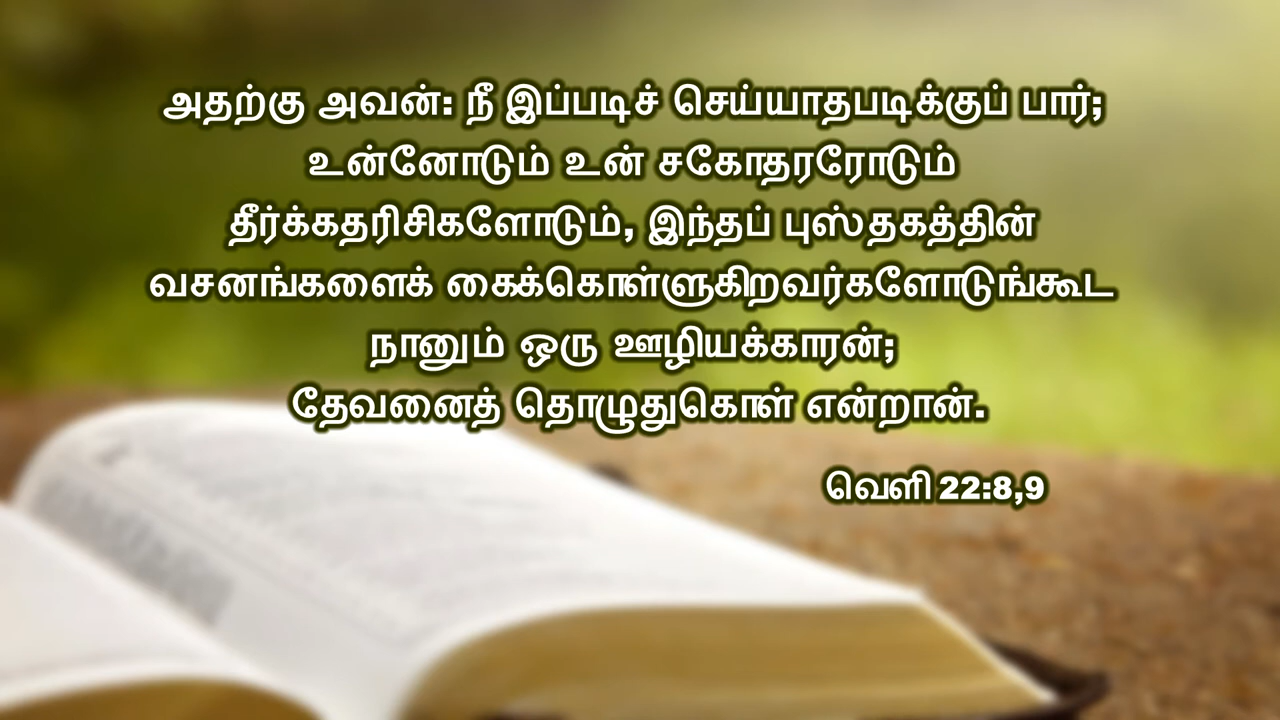 அதற்கு அவன்: நீ இப்படிச் செய்யாதபடிக்குப் பார்;
உன்னோடும் உன் சகோதரரோடும்
தீர்க்கதரிசிகளோடும், இந்தப் புஸ்தகத்தின்
வசனங்களைக் கைக்கொள்ளுகிறவர்களோடுங்கூட
நானும் ஒரு ஊழியக்காரன்;
தேவனைத் தொழுதுகொள் என்றான்.
வெளி 22:8,9